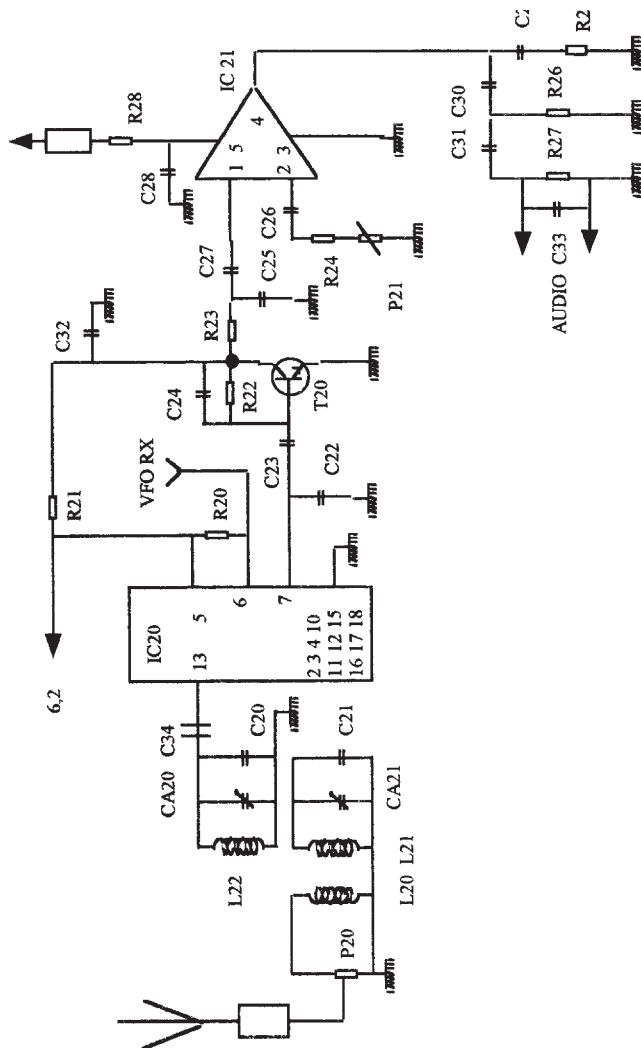 IC 21
R28
5
4
1
2
3
C28
C27
C26
C25
R24
P21
C30
C31
R26
R27
R2
AUDIO C33
C32
R23
C24
R22
T20
R21
VFO RX
R20
C23
C22
6,2
IC20
5
6
7
13
2 3 4 10
11 12 15
16 17 18
C34
CA20
C20
C21
CA21
L22
L20 L21
P20